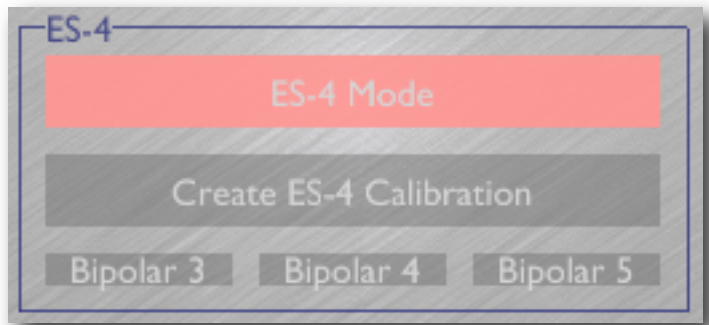 ES-4
ES-4 Mode
Create ES-4 Calibration
Bipolar 3 Bipolar 4 Bipolar 5